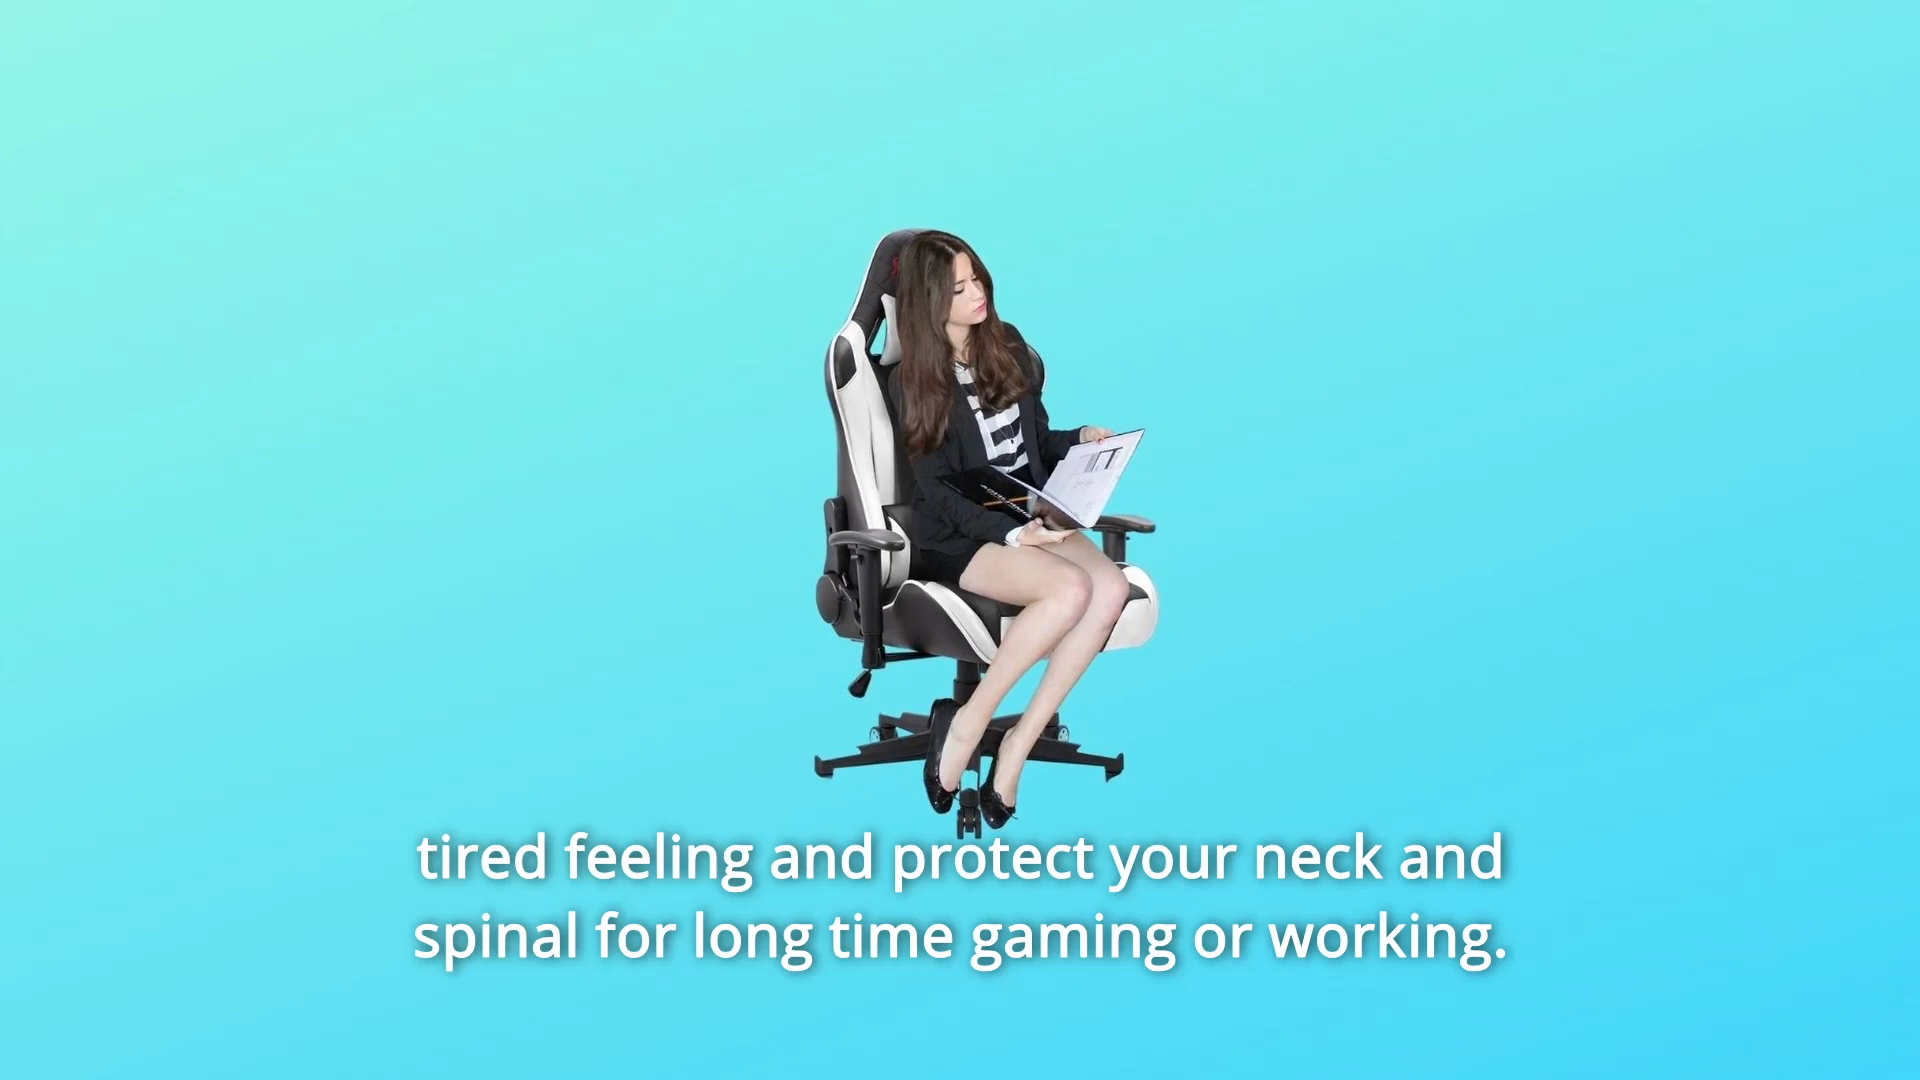 tired feeling and protect your neck and
spinal for long time gaming or working.